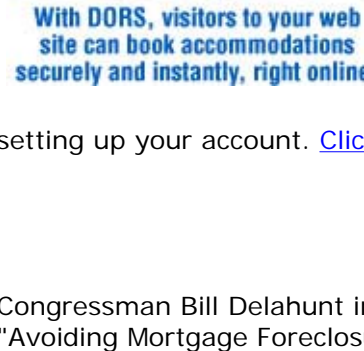 With DORS, visitors to your web
site can book accommodations
securely and instantly, right online
setting up your account. Clic
Congressman Bill Delahunt i
"Avoiding Mortgage Foreclos